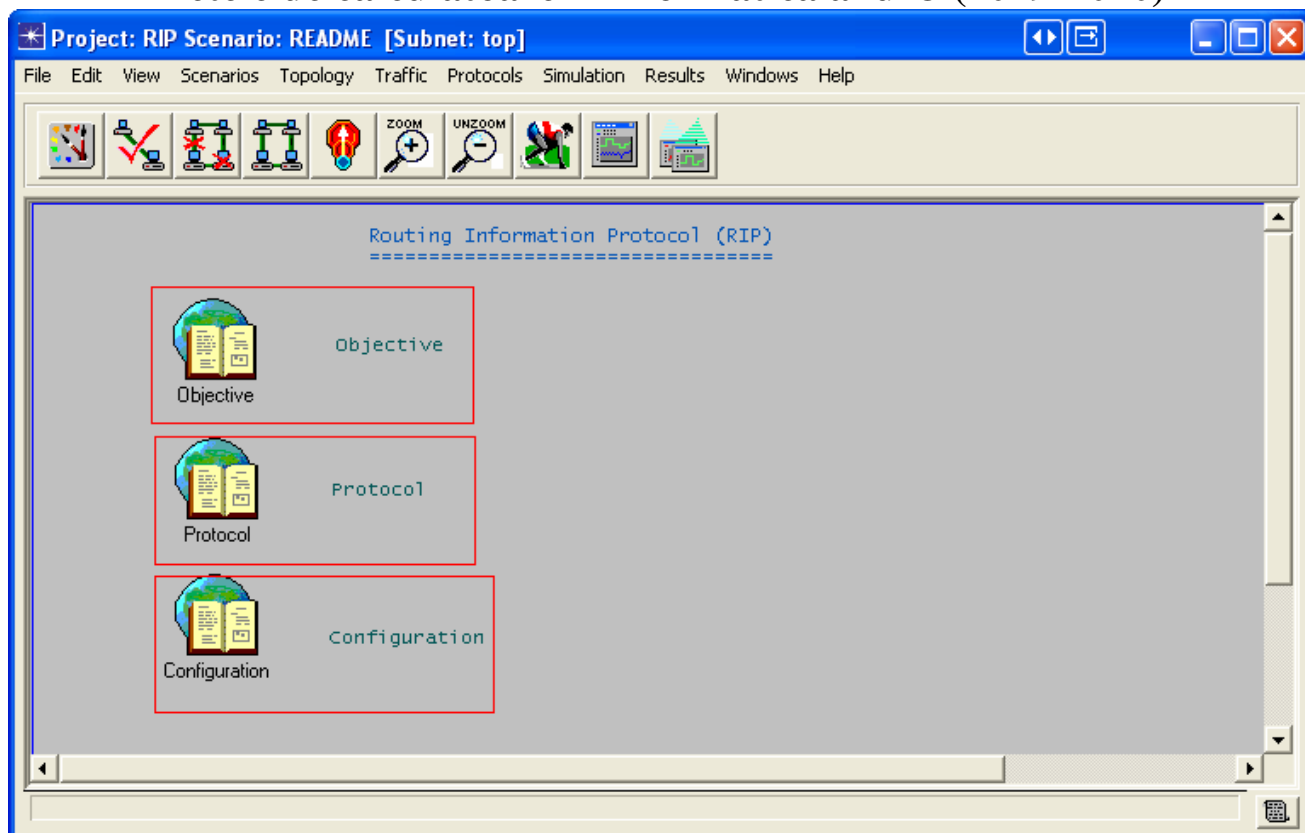 Project: RIP Scenario: README [Subnet: top]
File Edit View Scenarios Topology Traffic Protocols Simulation Results Windows Help
ZOOM UNZOOM
Routing Information Protocol (RIP)
==================================
Objective
Objective
Protocol
Protocol
Configuration
Configuration